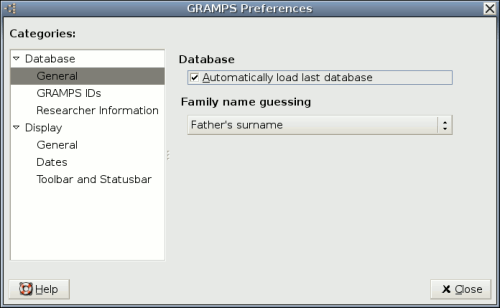 GRAMPS Preferences
Categories:
Database
General
GRAMPS IDs
Researcher Information
Display
General
Dates
Toolbar and Statusbar
Database
Automatically load last database
Family name guessing
Father's surname
Help
Close